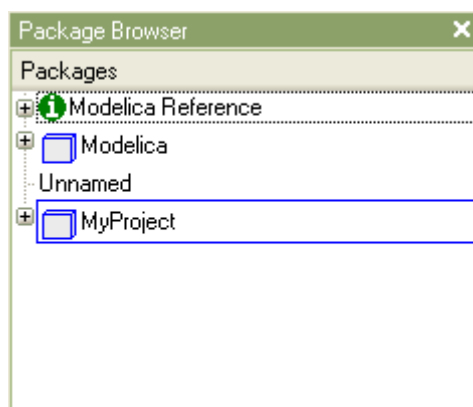 Package Browser
Packages
Modelica Reference
Modelica
Unnamed
MyProject